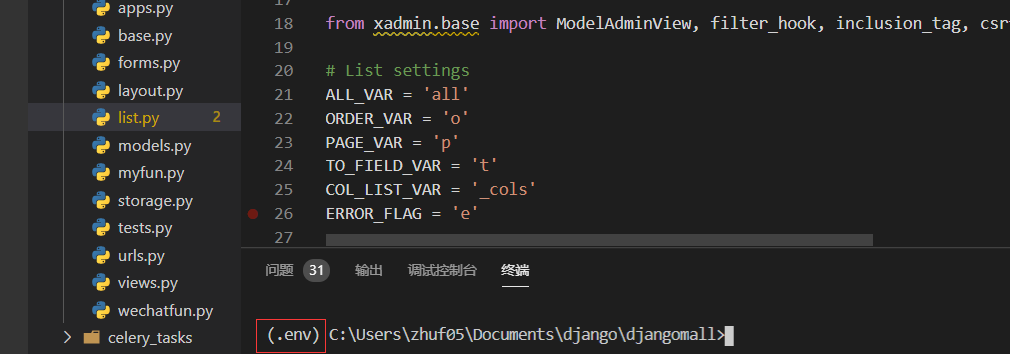 apps.py
base.py
forms.py
layout.py
list.py 2
models.py
myfun.py
storage.py
tests.py
urls.py
views.py
wechatfun.py
celery_tasks
18 from xadmin.base import ModelAdminView, filter_hook, inclusion_tag, csr
19
20 # List settings
21 ALL_VAR = 'all'
22 ORDER_VAR = 'o'
23 PAGE_VAR = 'p'
24 TO_FIELD_VAR = 't'
25 COL_LIST_VAR = '_cols'
26 ERROR_FLAG = 'e'
27
问题 31 输出 调试控制台 终端
(.env) C:\Users\zhuf05\Documents\django\djangomall>